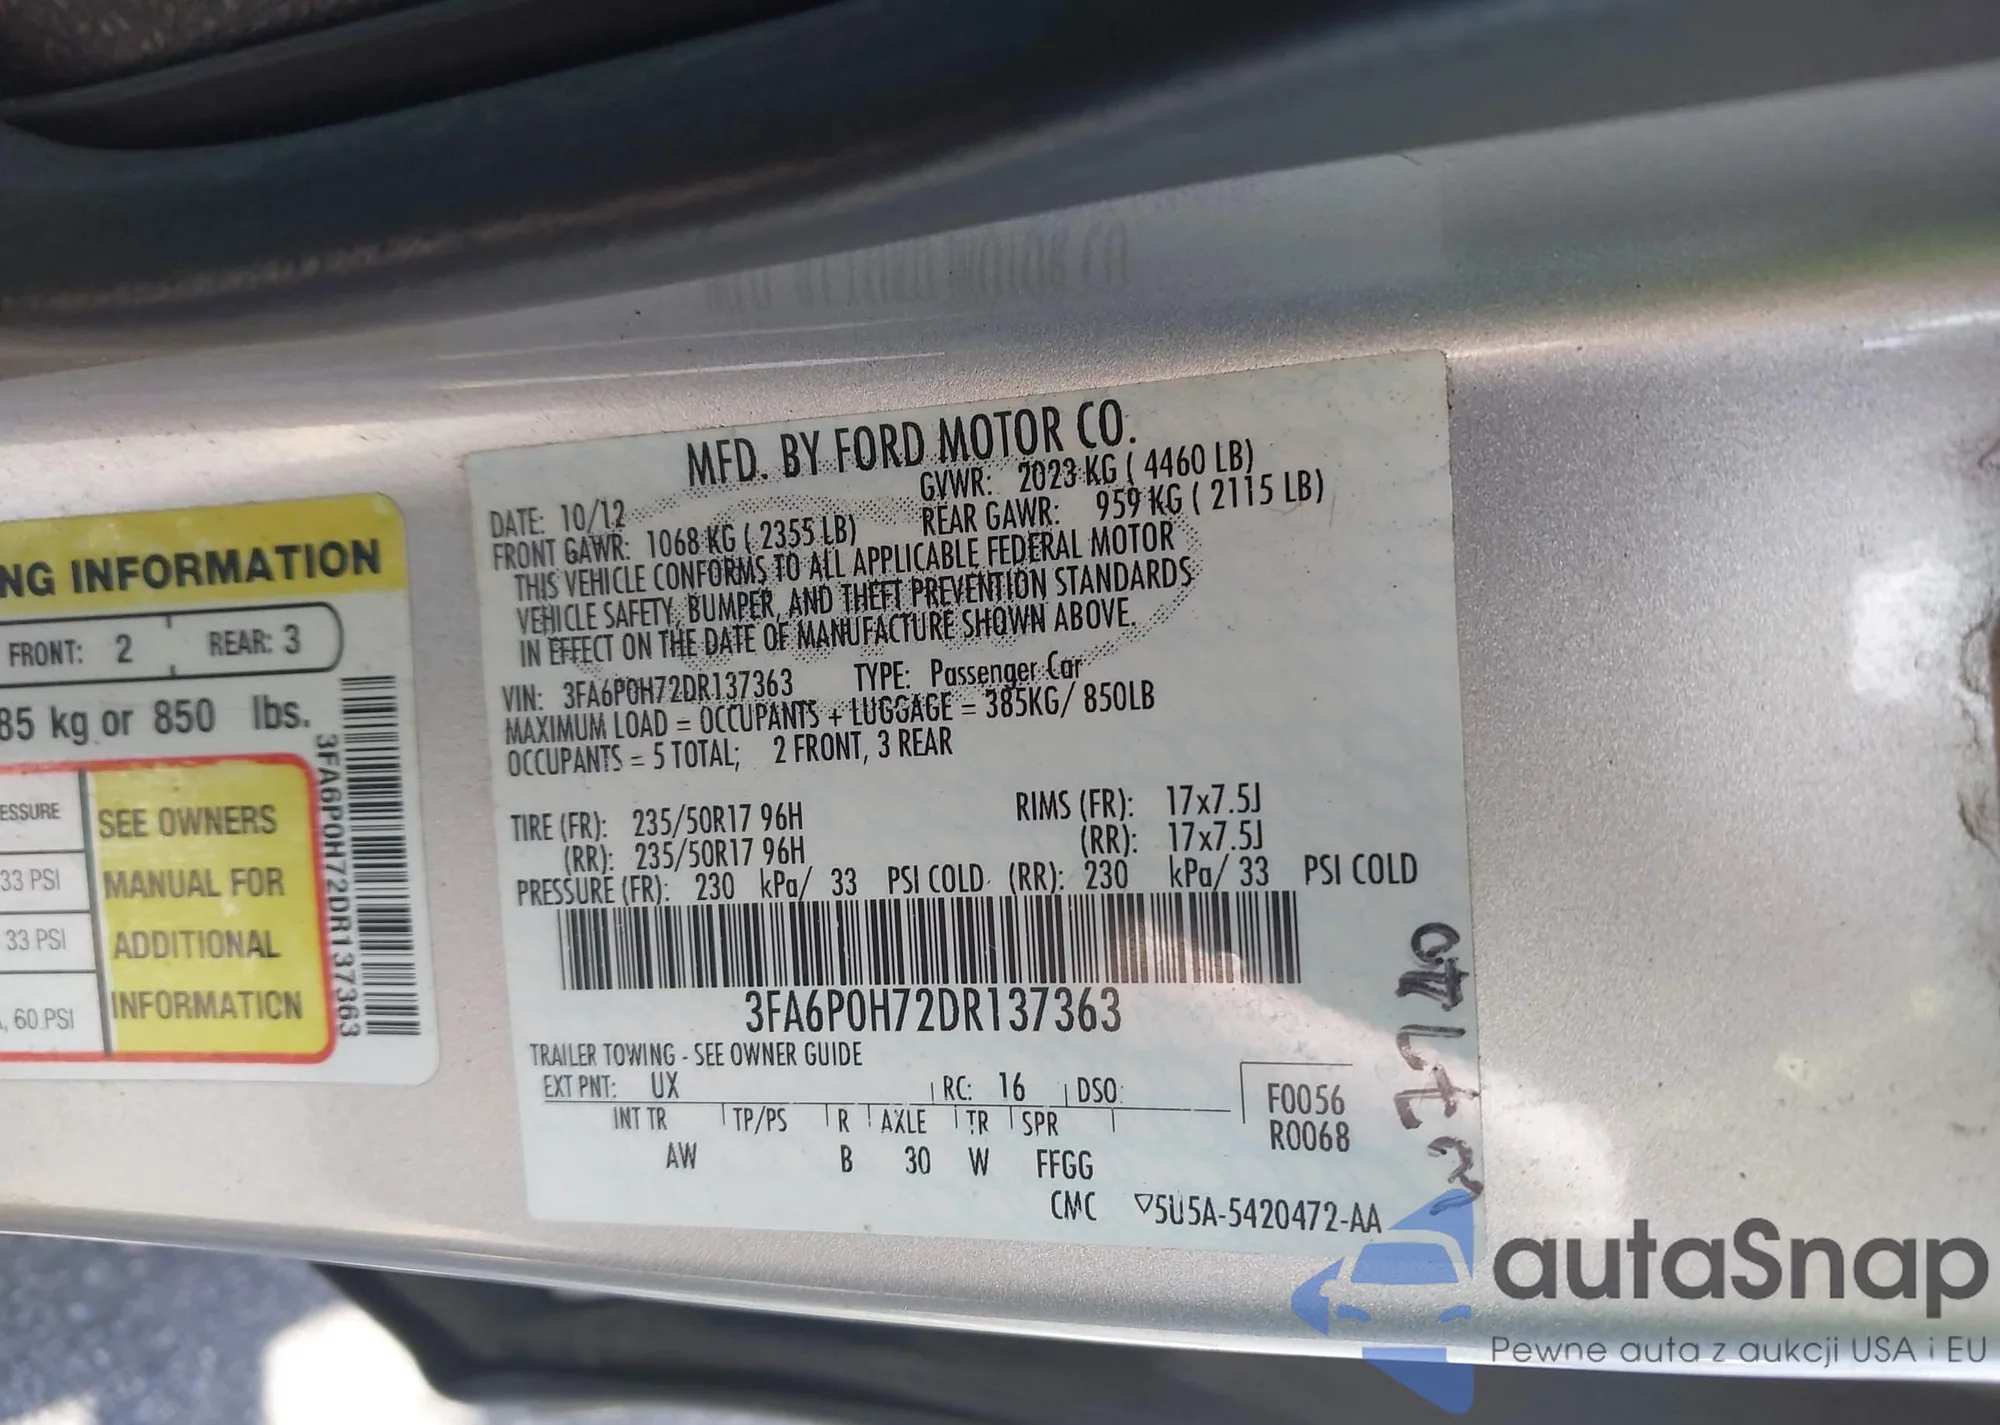 NG INFORMATION
FRONT: 2 REAR: 3
85 kg or 850 lbs.
ESSURE
33 PSI
33 PSI
, 60 PSI
SEE OWNERS
MANUAL FOR
ADDITIONAL
INFORMATION
3FA6P0H72DR137363
MFD. BY FORD MOTOR CO.
DATE: 10/12 GVWR: 2023 KG ( 4460 LB)
FRONT GAWR: 1068 KG ( 2355 LB) REAR GAWR: 959 KG ( 2115 LB)
THIS VEHICLE CONFORMS TO ALL APPLICABLE FEDERAL MOTOR
VEHICLE SAFETY, BUMPER, AND THEFT PREVENTION STANDARDS
IN EFFECT ON THE DATE OF MANUFACTURE SHOWN ABOVE.
VIN: 3FA6P0H72DR137363 TYPE: Passenger Car
MAXIMUM LOAD = OCCUPANTS + LUGGAGE = 385KG/ 850LB
OCCUPANTS = 5 TOTAL; 2 FRONT, 3 REAR
TIRE (FR): 235/50R17 96H RIMS (FR): 17x7.5J
(RR): 235/50R17 96H (RR): 17x7.5J
PRESSURE (FR): 230 kPa/ 33 PSI COLD (RR): 230 kPa/ 33 PSI COLD
3FA6P0H72DR137363
TRAILER TOWING - SEE OWNER GUIDE
EXT PNT: UX RC: 16 DSO:
INT TR TP/PS R AXLE TR SPR
AW B 30 W FFGG
F0056
R0068
CMC ▽5U5A-5420472-AA
autaSnap
Pewne auta z aukcji USA i EU